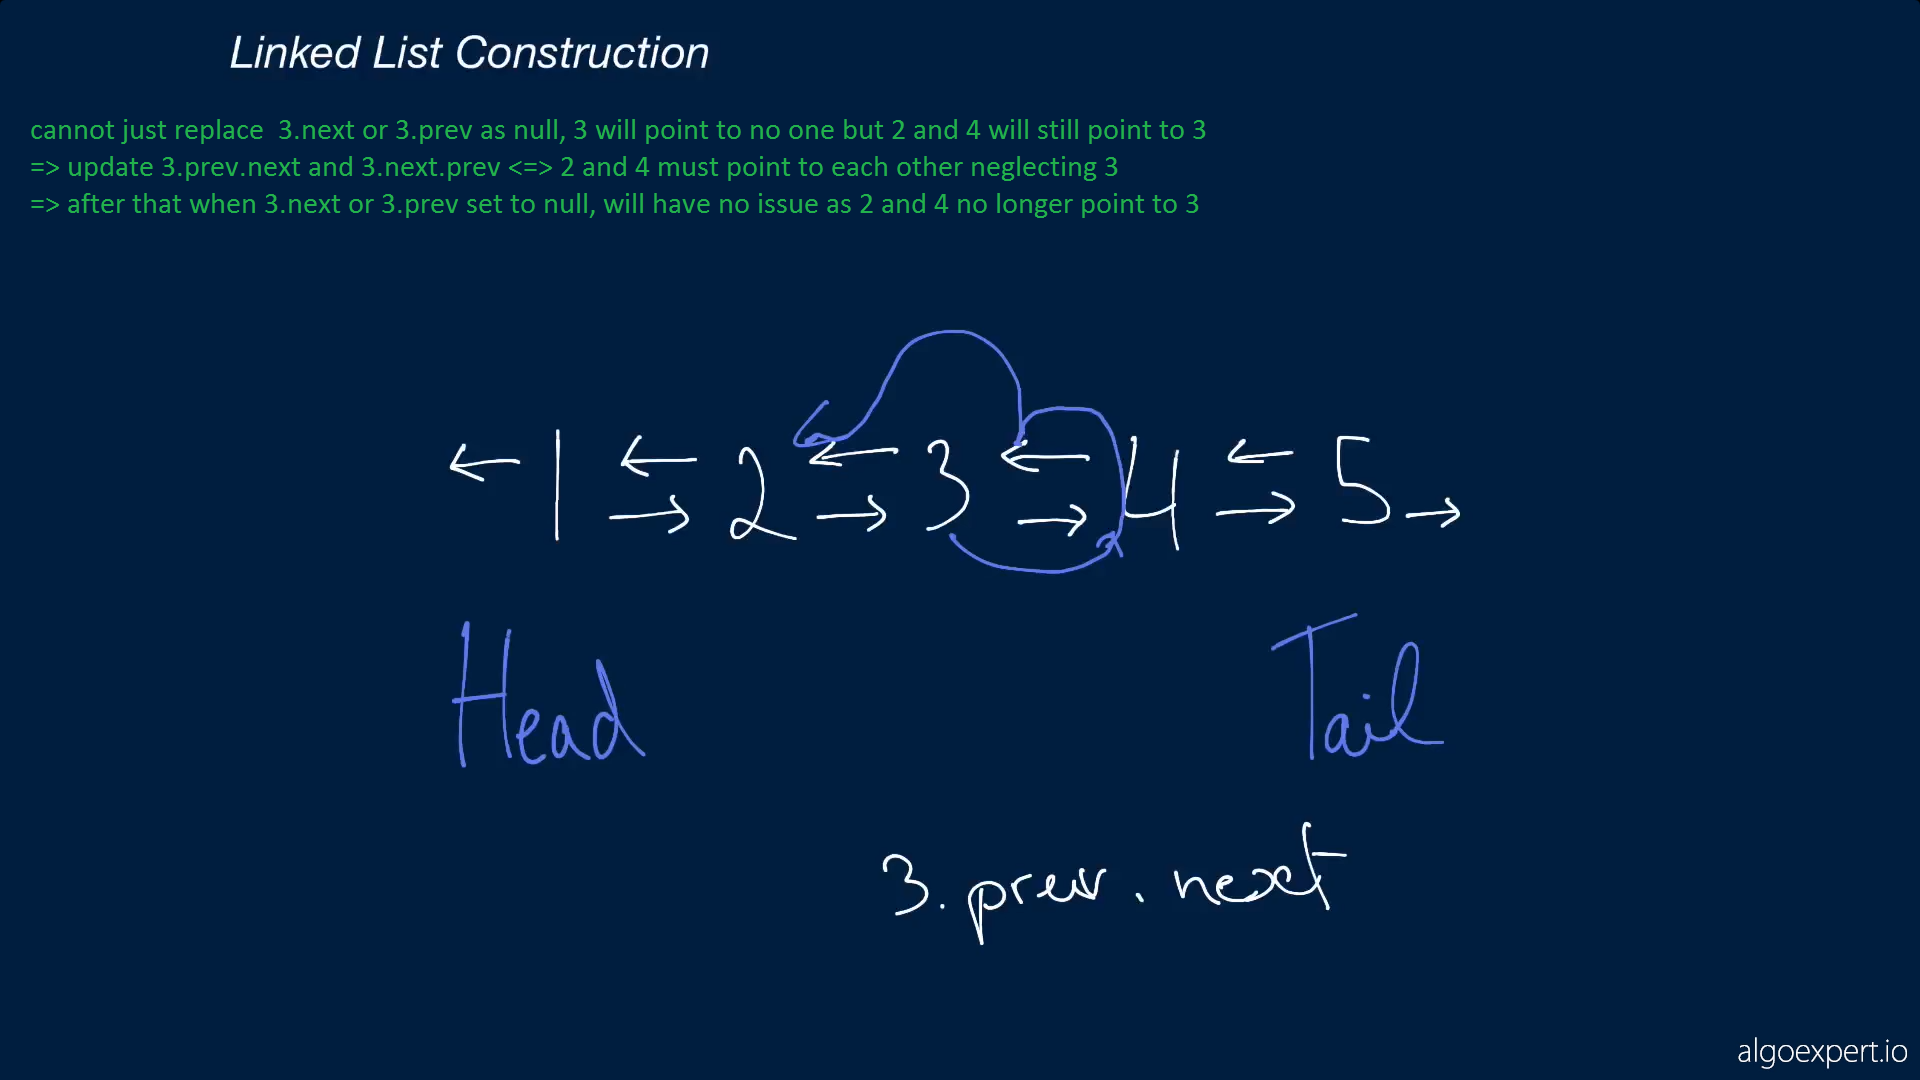 Linked List Construction
cannot just replace  3.next or 3.prev as null, 3 will point to no one but 2 and 4 will still point to 3
=> update 3.prev.next and 3.next.prev <=> 2 and 4 must point to each other neglecting 3
=> after that when 3.next or 3.prev set to null, will have no issue as 2 and 4 no longer point to 3
← 1 ← → 2 ← → 3 ← → 4 ← → 5 →
Head Tail
3.prev.next
algoexpert.io